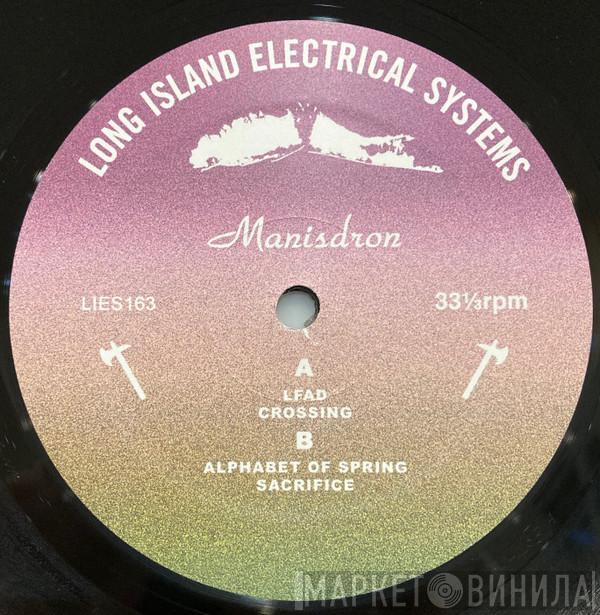 LONG ISLAND ELECTRICAL SYSTEMS
Manisdron
LIES163
33⅓rpm
A
LFAD
CROSSING
B
ALPHABET OF SPRING
SACRIFICE
МАРКЕТ ВИНИЛА